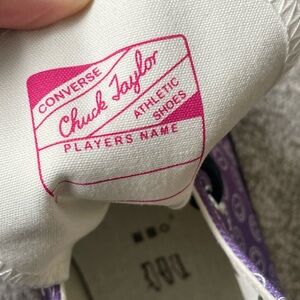 CONVERSE
Chuck Taylor
ATHLETIC
SHOES
PLAYERS NAME